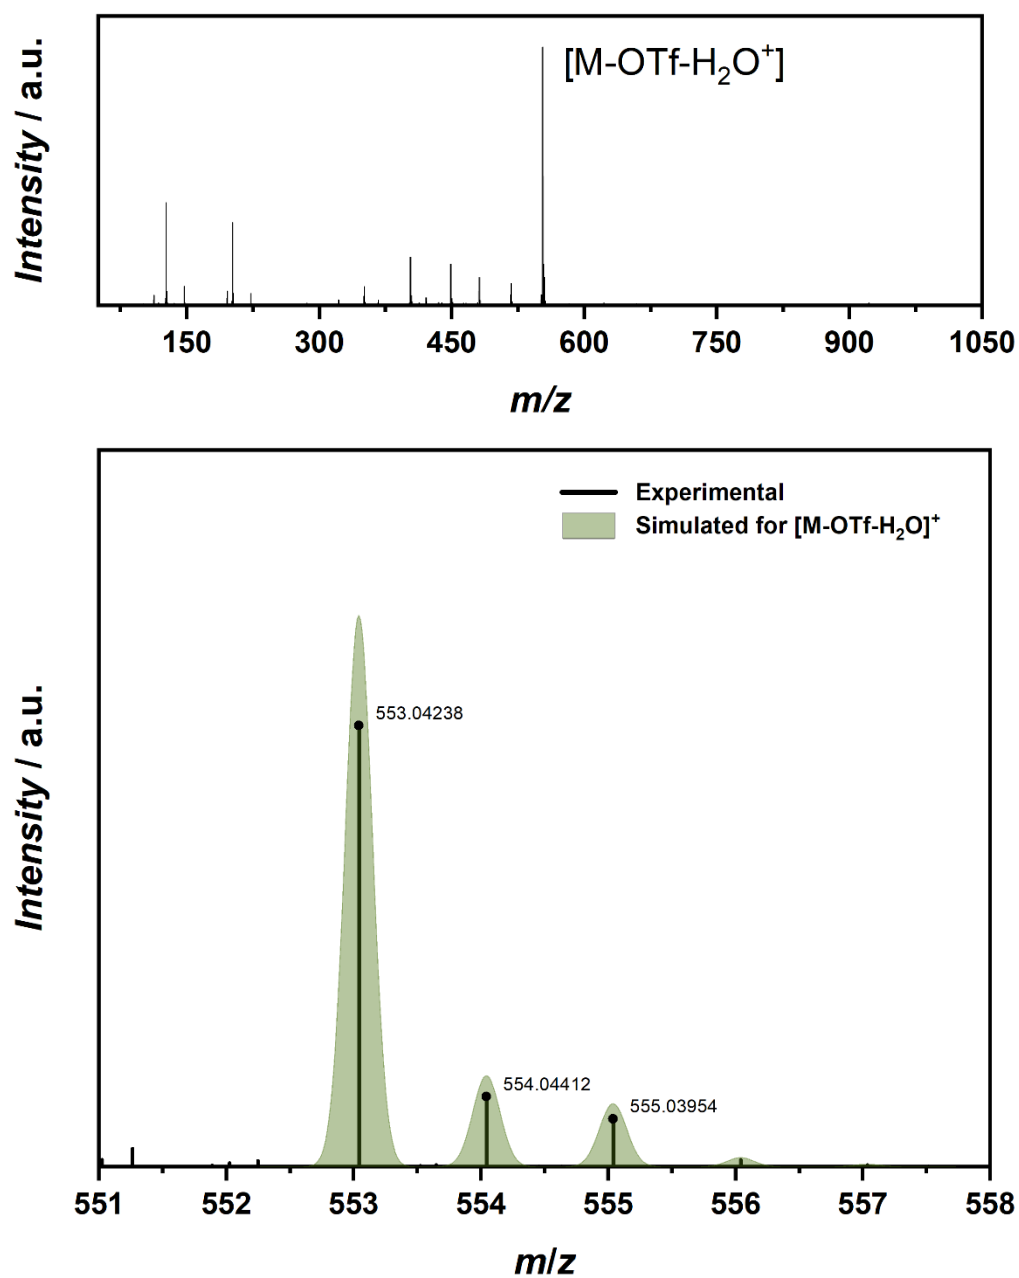 Intensity / a.u.
[M-OTf-H₂O⁺]
150 300 450 600 750 900 1050
m/z
Intensity / a.u.
Experimental
Simulated for [M-OTf-H₂O]⁺
553.04238
554.04412
555.03954
551 552 553 554 555 556 557 558
m/z